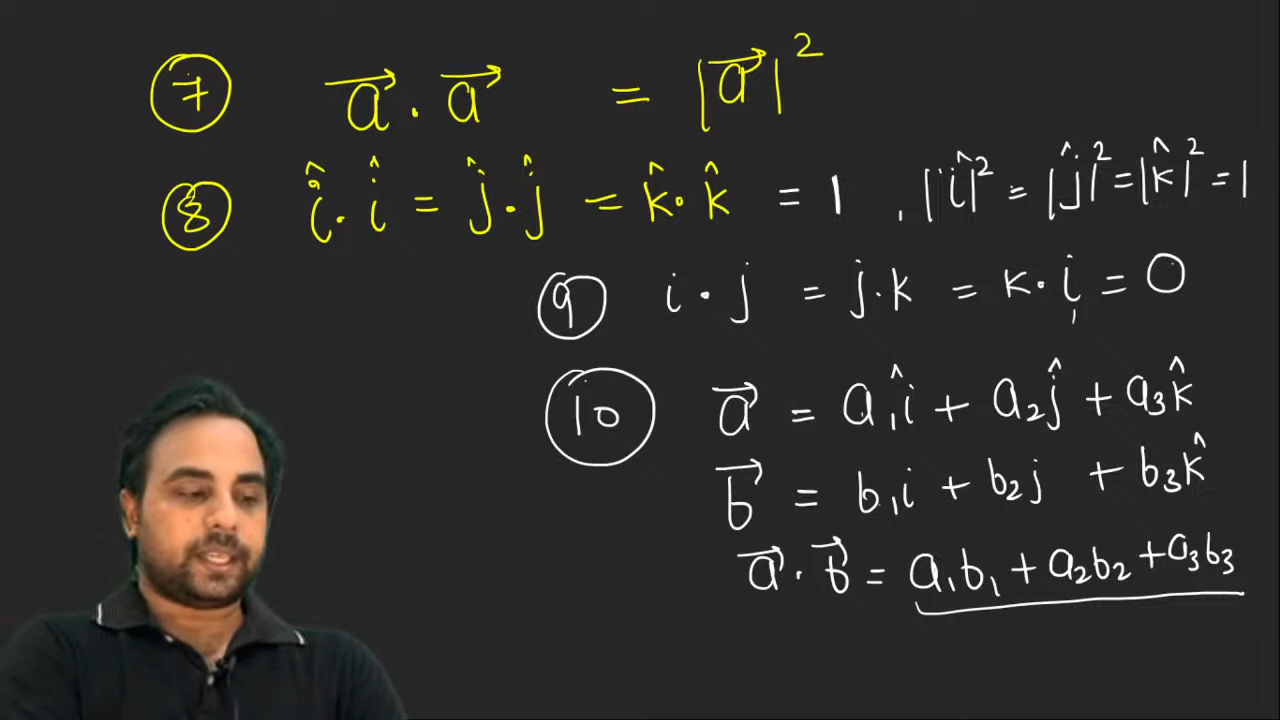 ⑦ a⃗ · a⃗ = |a⃗|²
⑧ î · î = ĵ · ĵ = k̂ · k̂ = 1 , |î|² = |ĵ|² = |k̂|² = 1
⑨ i · j = j · k = k · i = 0
⑩ a⃗ = a₁î + a₂ĵ + a₃k̂
b⃗ = b₁i + b₂j + b₃k̂
a⃗ · b⃗ = a₁b₁ + a₂b₂ + a₃b₃